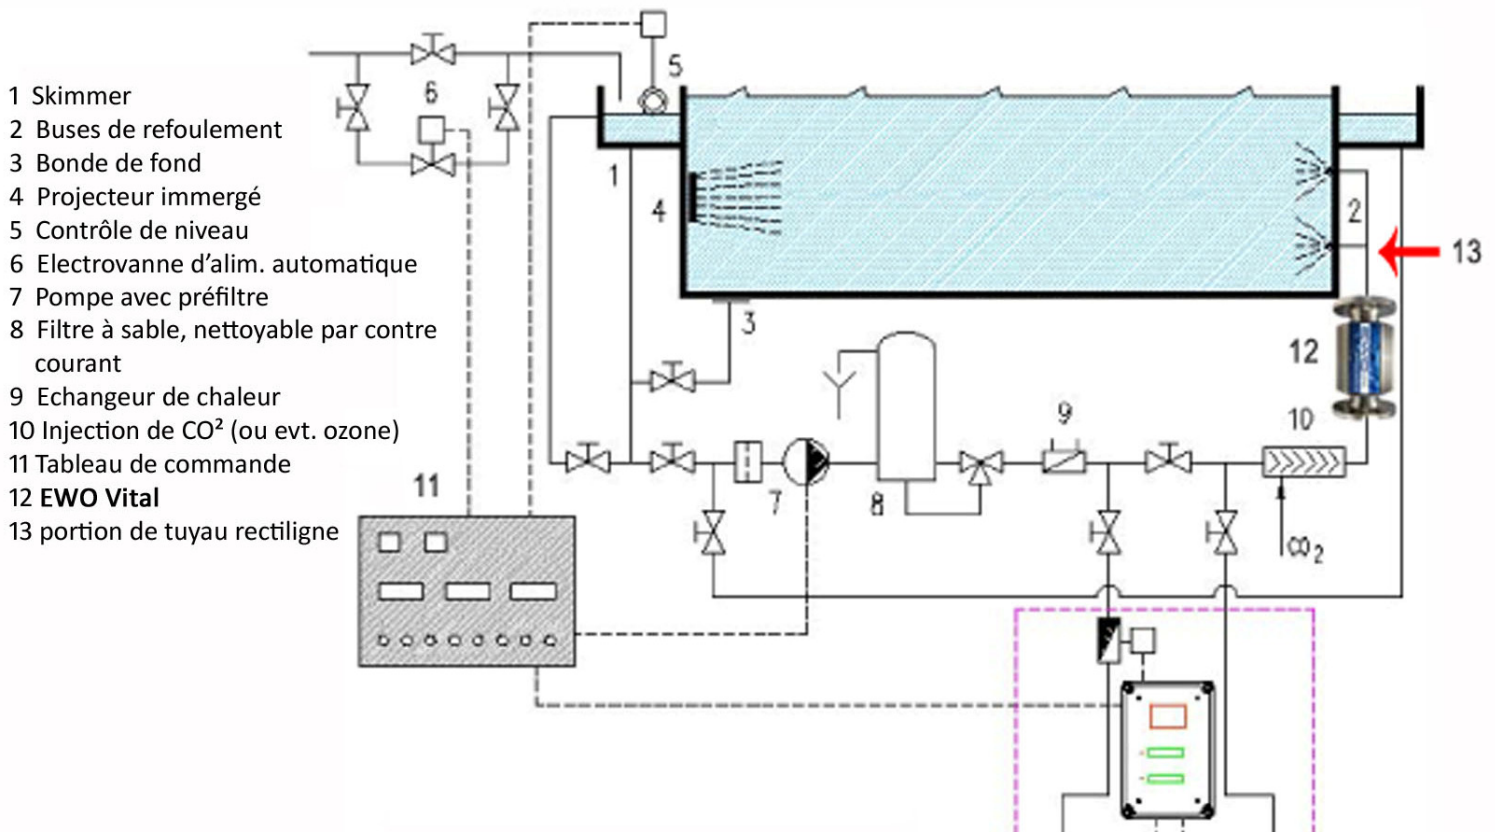 1 Skimmer
2 Buses de refoulement
3 Bonde de fond
4 Projecteur immergé
5 Contrôle de niveau
6 Electrovanne d'alim. automatique
7 Pompe avec préfiltre
8 Filtre à sable, nettoyable par contre
courant
9 Echangeur de chaleur
10 Injection de CO² (ou evt. ozone)
11 Tableau de commande
12 EWO Vital
13 portion de tuyau rectiligne
5
6
1
4
2
13
3
12
9
10
11
7
8
CO2